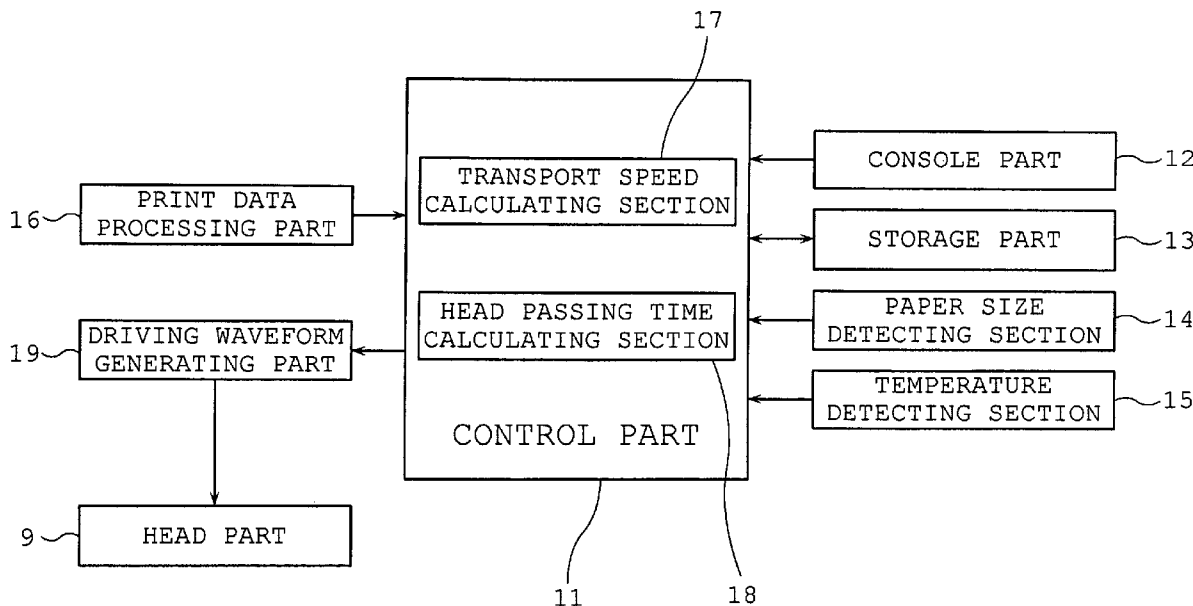 17
CONSOLE PART
12
TRANSPORT SPEED
CALCULATING SECTION
PRINT DATA
PROCESSING PART
16
STORAGE PART
13
HEAD PASSING TIME
CALCULATING SECTION
PAPER SIZE
DETECTING SECTION
14
DRIVING WAVEFORM
GENERATING PART
19
TEMPERATURE
DETECTING SECTION
15
CONTROL PART
9
HEAD PART
11
18